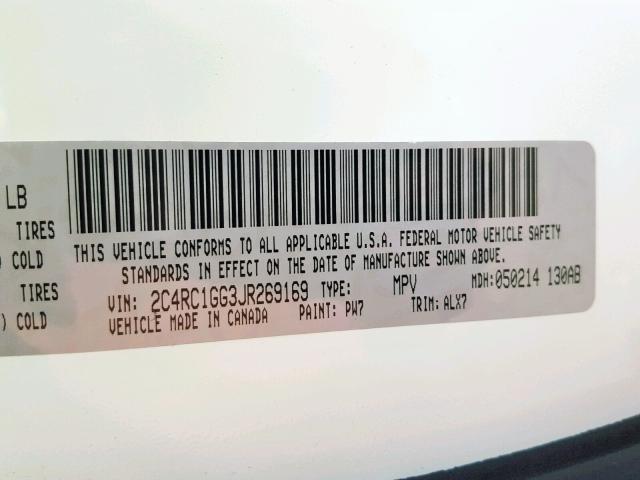 LB
TIRES
) COLD
TIRES
) COLD
THIS VEHICLE CONFORMS TO ALL APPLICABLE U.S.A. FEDERAL MOTOR VEHICLE SAFETY
STANDARDS IN EFFECT ON THE DATE OF MANUFACTURE SHOWN ABOVE.
VIN: 2C4RC1GG3JR269169 TYPE: MPV MDH:050214 130AB
VEHICLE MADE IN CANADA PAINT: PW7 TRIM: ALX7